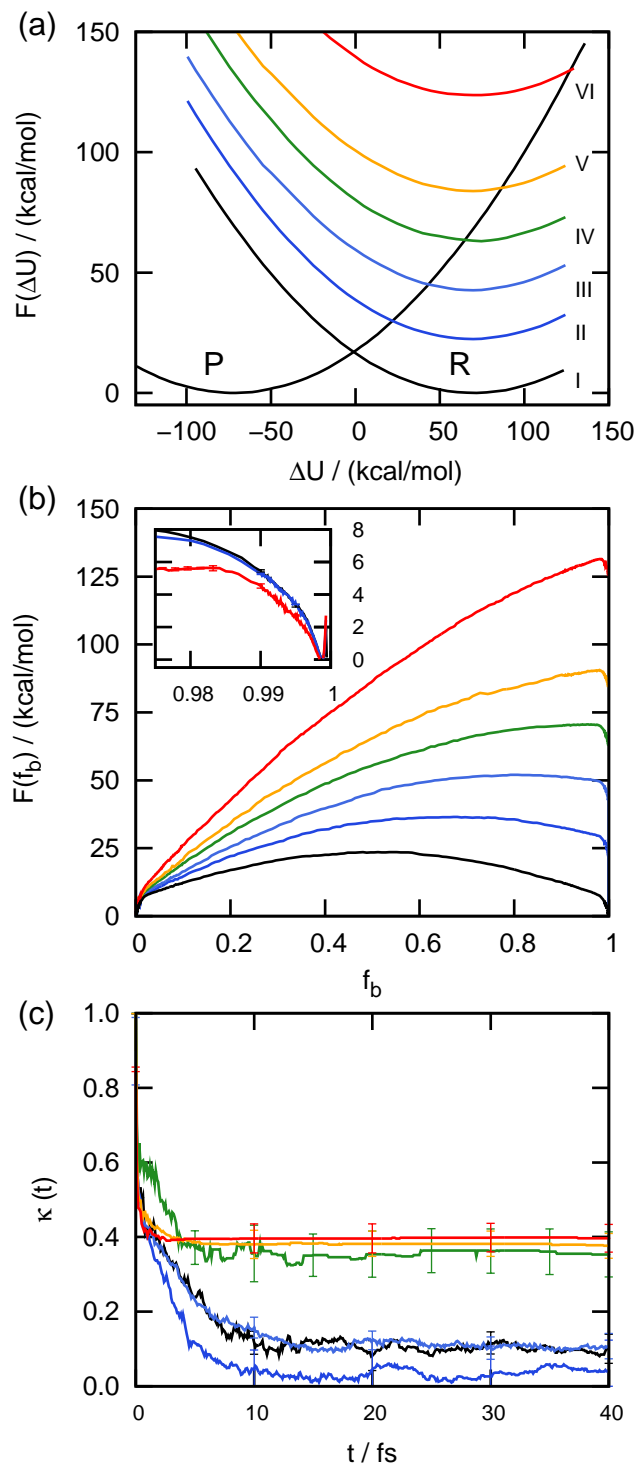 (a)
150
100
50
0
F(ΔU) / (kcal/mol)
P
R
VI
V
IV
III
II
I
−100 −50 0 50 100 150
ΔU / (kcal/mol)
(b)
150
125
100
75
50
25
0
F(f_b) / (kcal/mol)
8
6
4
2
0
0.98 0.99 1
0 0.2 0.4 0.6 0.8 1
f_b
(c)
1.0
0.8
0.6
0.4
0.2
0.0
κ (t)
0 10 20 30 40
t / fs